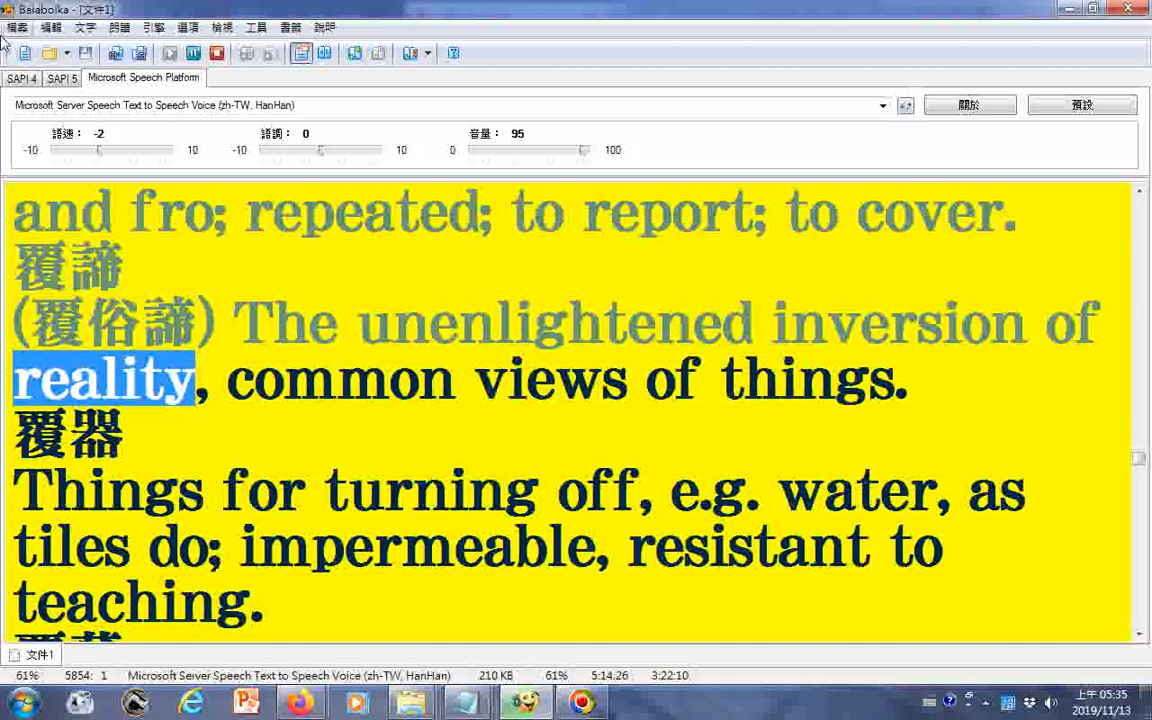 Balabolka - [文件1]
檔案 編輯 文字 朗讀 引擎 選項 檢視 工具 書籤 說明
SAPI 4 SAPI 5 Microsoft Speech Platform
Microsoft Server Speech Text to Speech Voice (zh-TW, HanHan) 關於 預設
語速： -2 語調： 0 音量： 95
-10 10 -10 10 0 100
and fro; repeated; to report; to cover.
覆諦
(覆俗諦) The unenlightened inversion of
reality, common views of things.
覆器
Things for turning off, e.g. water, as
tiles do; impermeable, resistant to
teaching.
文件1
61% 5854: 1 Microsoft Server Speech Text to Speech Voice (zh-TW, HanHan) 210 KB 61% 5:14.26 3:22:10
上午 05:35
2019/11/13